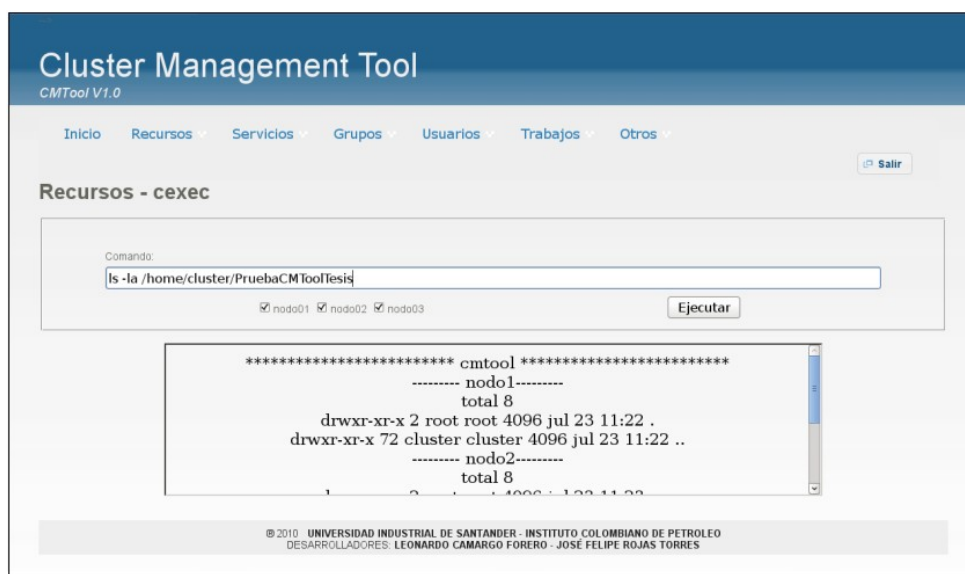 Cluster Management Tool
CMTool V1.0
Inicio Recursos Servicios Grupos Usuarios Trabajos Otros
Salir
Recursos - cexec
Comando:
ls -la /home/cluster/PruebaCMToolTesis
nodo01 nodo02 nodo03 Ejecutar
************************* cmtool *************************
--------- nodo1---------
total 8
drwxr-xr-x 2 root root 4096 jul 23 11:22 .
drwxr-xr-x 72 cluster cluster 4096 jul 23 11:22 ..
--------- nodo2---------
total 8
® 2010 UNIVERSIDAD INDUSTRIAL DE SANTANDER - INSTITUTO COLOMBIANO DE PETROLEO
DESARROLLADORES: LEONARDO CAMARGO FORERO - JOSÉ FELIPE ROJAS TORRES